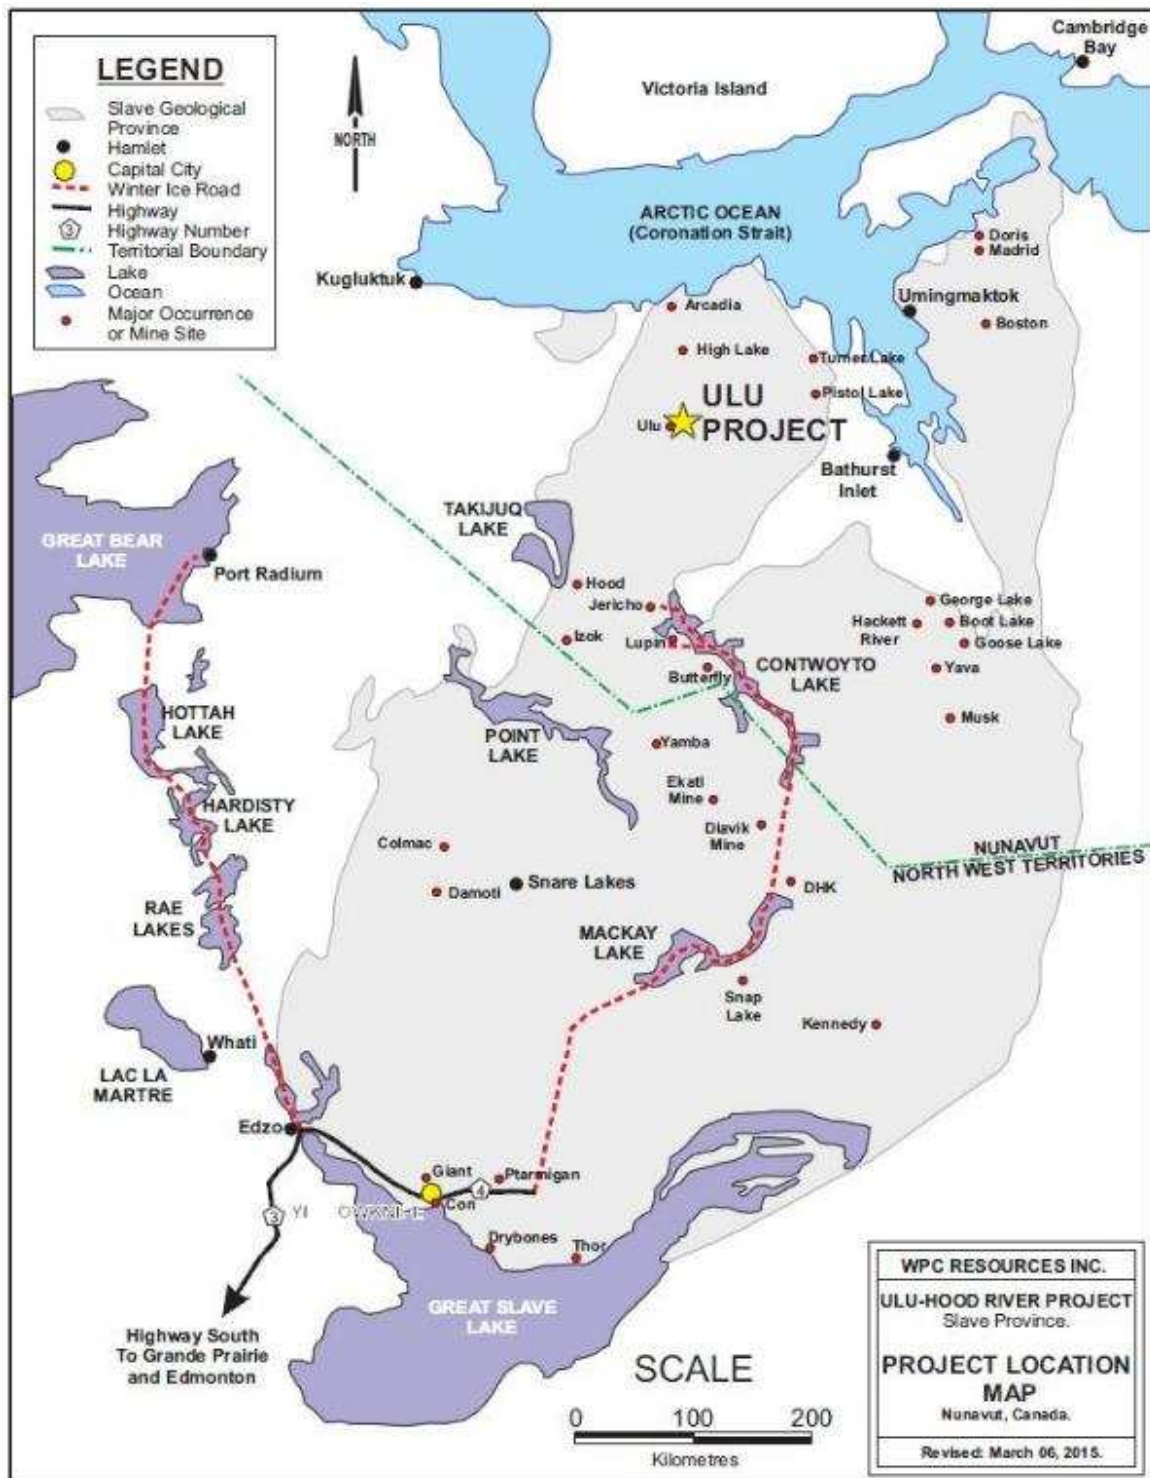 LEGEND
Slave Geological
Province
Hamlet
Capital City
Winter Ice Road
Highway
3
Highway Number
Territorial Boundary
Lake
Ocean
Major Occurrence
or Mine Site
NORTH
Victoria Island
Cambridge
Bay
ARCTIC OCEAN
(Coronation Strait)
Doris
Madrid
Kugluktuk
Umingmaktok
Arcadia
Boston
High Lake
Turner Lake
Pistol Lake
ULU
PROJECT
Ulu
Bathurst
Inlet
TAKIJUQ
LAKE
GREAT BEAR
LAKE
Port Radium
Hood
Jericho
George Lake
Hackett
River
Boot Lake
Izok
Lupin
Goose Lake
Butterfly
CONTWOYTO
LAKE
Yava
HOTTAH
LAKE
POINT
LAKE
Musk
Yamba
Ekati
Mine
HARDISTY
LAKE
Diavik
Mine
Colmac
NUNAVUT
NORTH WEST TERRITORIES
Snare Lakes
DHK
Damoti
RAE
LAKES
MACKAY
LAKE
Snap
Lake
Kennedy
Whati
LAC LA
MARTRE
Edzo
Giant
Ptarmigan
4
Con
3
Drybones
Thor
GREAT SLAVE
LAKE
Highway South
To Grande Prairie
and Edmonton
SCALE
0 100 200
Kilometres
WPC RESOURCES INC.
ULU-HOOD RIVER PROJECT
Slave Province.
PROJECT LOCATION
MAP
Nunavut, Canada.
Revised: March 06, 2015.